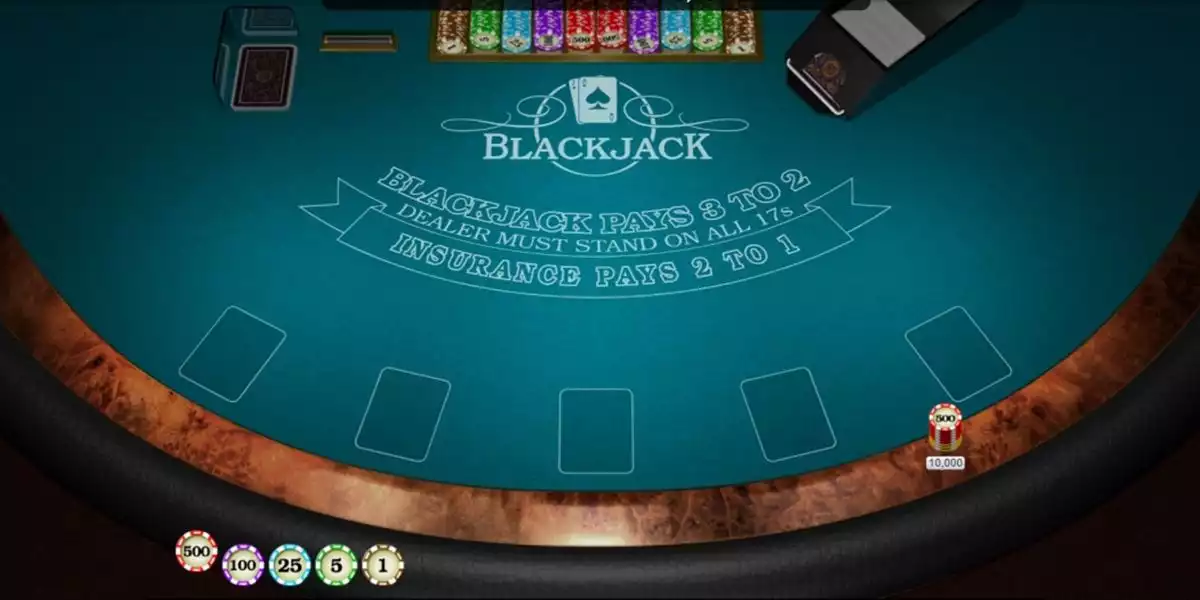 BLACKJACK
BLACKJACK PAYS 3 TO 2
DEALER MUST STAND ON ALL 17s
INSURANCE PAYS 2 TO 1
500
10,000
500
100
25
5
1